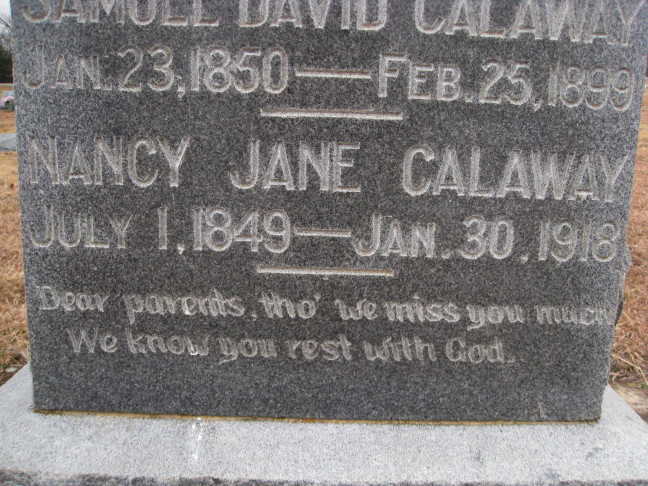 SAMUEL DAVID CALAWAY
JAN. 23, 1850 — FEB. 25, 1899
NANCY JANE CALAWAY
JULY 1, 1849 — JAN. 30, 1918
Dear parents, tho' we miss you much
We know you rest with God.